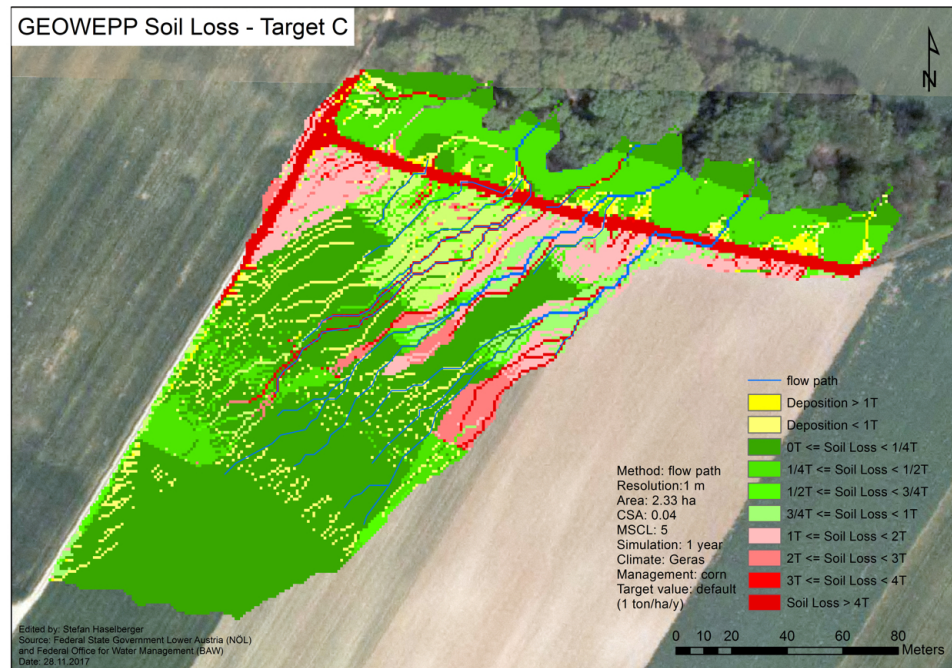 GEOWEPP Soil Loss - Target C
N
flow path
Deposition > 1T
Deposition < 1T
0T <= Soil Loss < 1/4T
1/4T <= Soil Loss < 1/2T
1/2T <= Soil Loss < 3/4T
3/4T <= Soil Loss < 1T
1T <= Soil Loss < 2T
2T <= Soil Loss < 3T
3T <= Soil Loss < 4T
Soil Loss > 4T
Method: flow path
Resolution:1 m
Area: 2.33 ha
CSA: 0.04
MSCL: 5
Simulation: 1 year
Climate: Geras
Management: corn
Target value: default
(1 ton/ha/y)
Edited by: Stefan Haselberger
Source: Federal State Government Lower Austria (NOL)
and Federal Office for Water Management (BAW)
Date: 28.11.2017
0 10 20 40 60 80
Meters